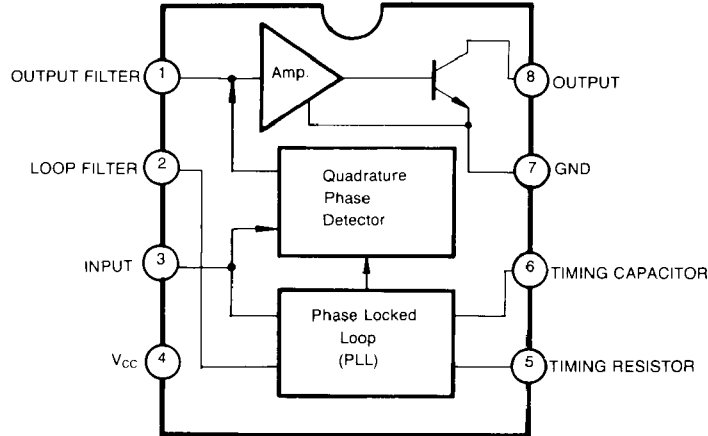 OUTPUT FILTER
1
Amp.
8
OUTPUT
LOOP FILTER
2
Quadrature
Phase
Detector
7
GND
INPUT
3
6
TIMING CAPACITOR
Phase Locked
Loop
(PLL)
VCC
4
5
TIMING RESISTOR